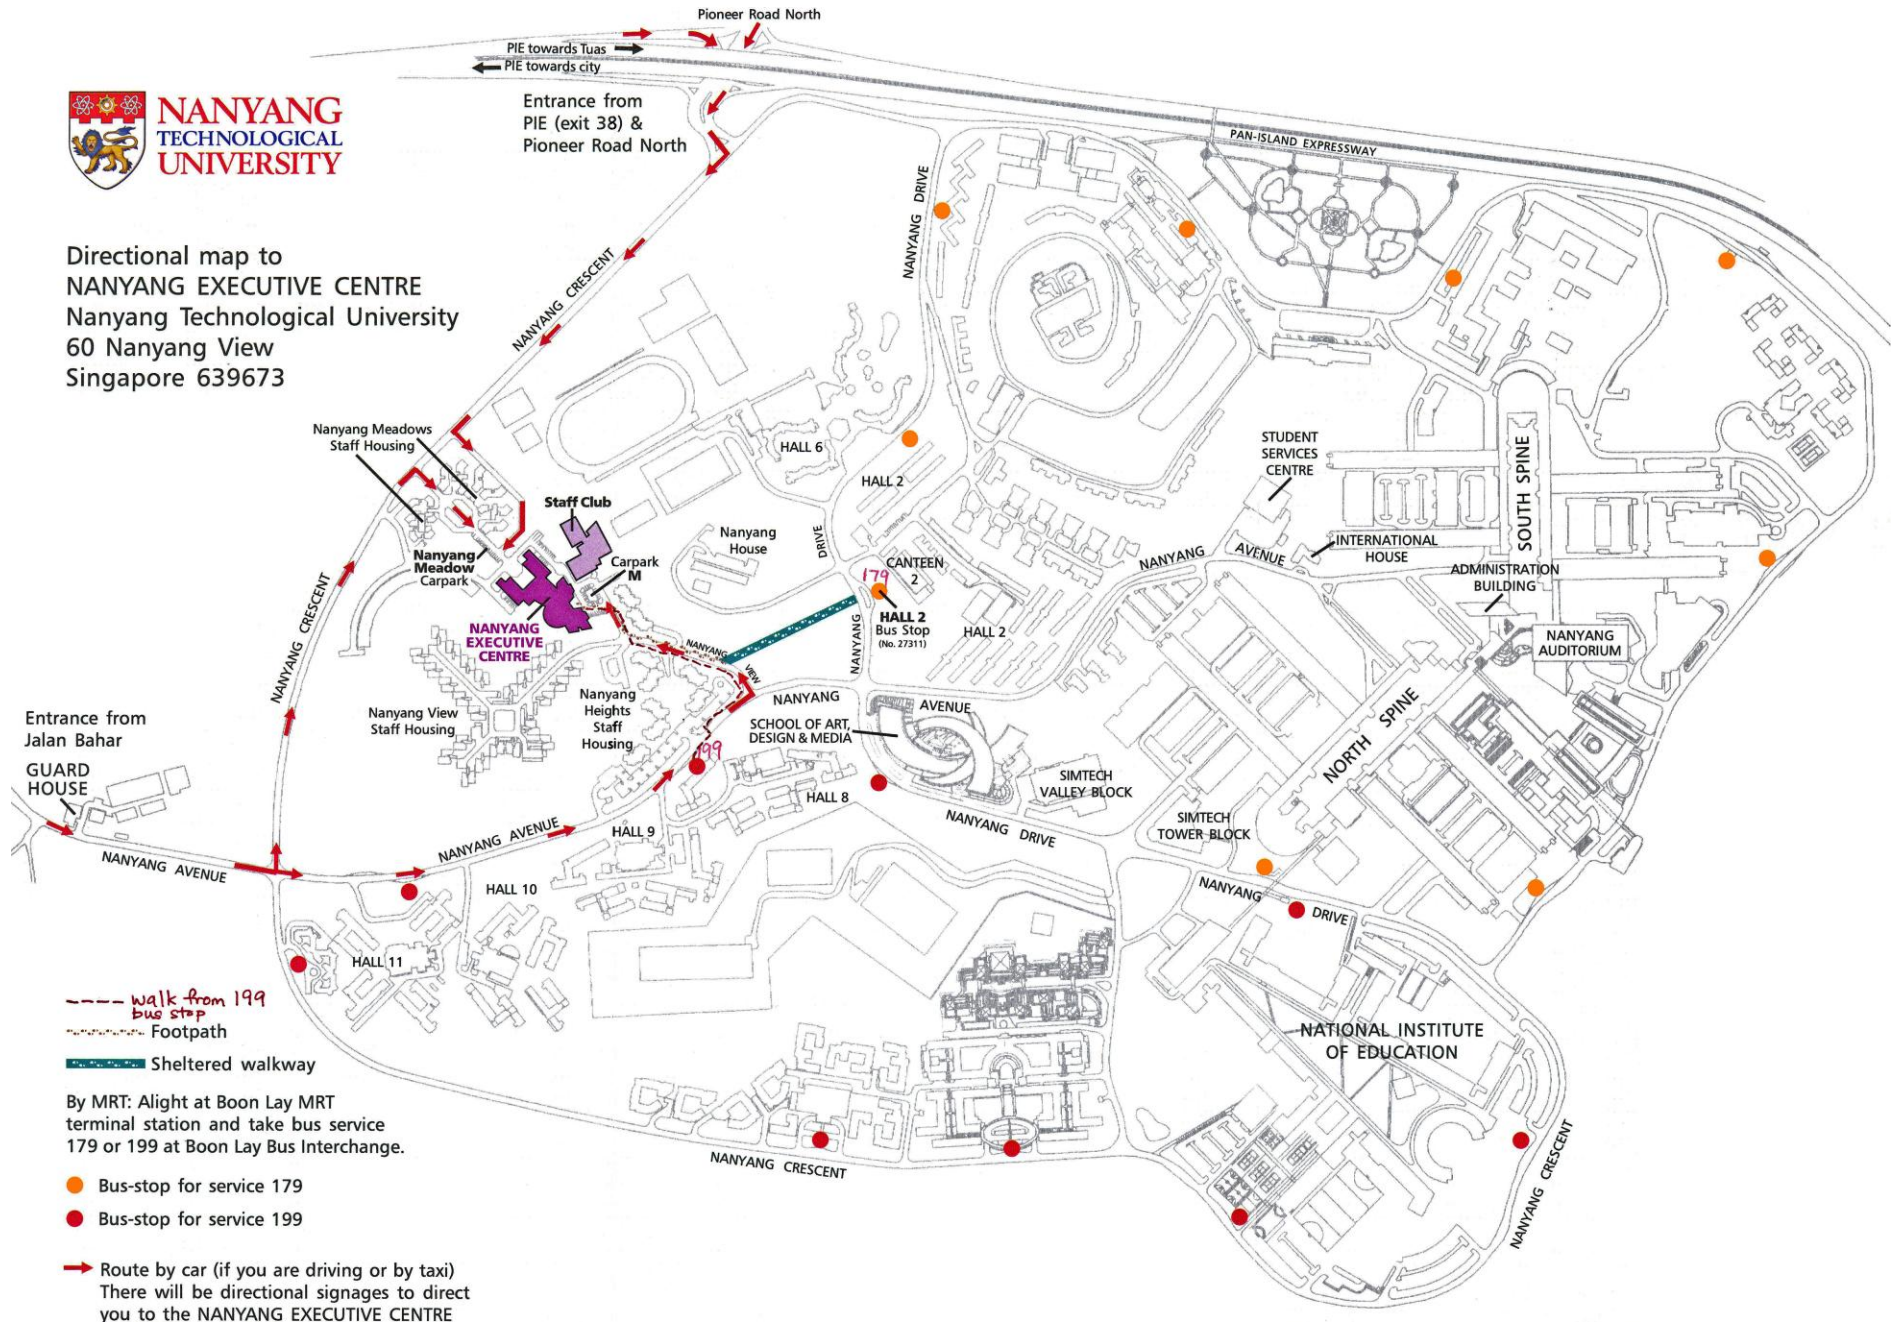 Pioneer Road North
PIE towards Tuas
PIE towards city
NANYANG
TECHNOLOGICAL
UNIVERSITY
Entrance from
PIE (exit 38) &
Pioneer Road North
PAN-ISLAND EXPRESSWAY
NANYANG DRIVE
Directional map to
NANYANG EXECUTIVE CENTRE
Nanyang Technological University
60 Nanyang View
Singapore 639673
NANYANG CRESCENT
Nanyang Meadows
Staff Housing
HALL 6
STUDENT
SERVICES
CENTRE
SOUTH SPINE
HALL 2
Staff Club
Nanyang
House
DRIVE
Nanyang
Meadow
Carpark
Carpark
M
CANTEEN
2
179
NANYANG AVENUE
INTERNATIONAL
HOUSE
ADMINISTRATION
BUILDING
NANYANG CRESCENT
NANYANG
EXECUTIVE
CENTRE
HALL 2
Bus Stop
(No. 27311)
HALL 2
NANYANG
AUDITORIUM
NANYANG
VIEW
NANYANG
NANYANG AVENUE
Nanyang View
Staff Housing
Nanyang
Heights
Staff
Housing
SCHOOL OF ART,
DESIGN & MEDIA
NORTH SPINE
Entrance from
Jalan Bahar
GUARD
HOUSE
199
HALL 8
SIMTECH
VALLEY BLOCK
SIMTECH
TOWER BLOCK
NANYANG DRIVE
HALL 9
NANYANG AVENUE
NANYANG AVENUE
HALL 10
NANYANG DRIVE
HALL 11
walk from 199
bus stop
Footpath
Sheltered walkway
NATIONAL INSTITUTE
OF EDUCATION
By MRT: Alight at Boon Lay MRT
terminal station and take bus service
179 or 199 at Boon Lay Bus Interchange.
NANYANG CRESCENT
NANYANG CRESCENT
Bus-stop for service 179
Bus-stop for service 199
Route by car (if you are driving or by taxi)
There will be directional signages to direct
you to the NANYANG EXECUTIVE CENTRE